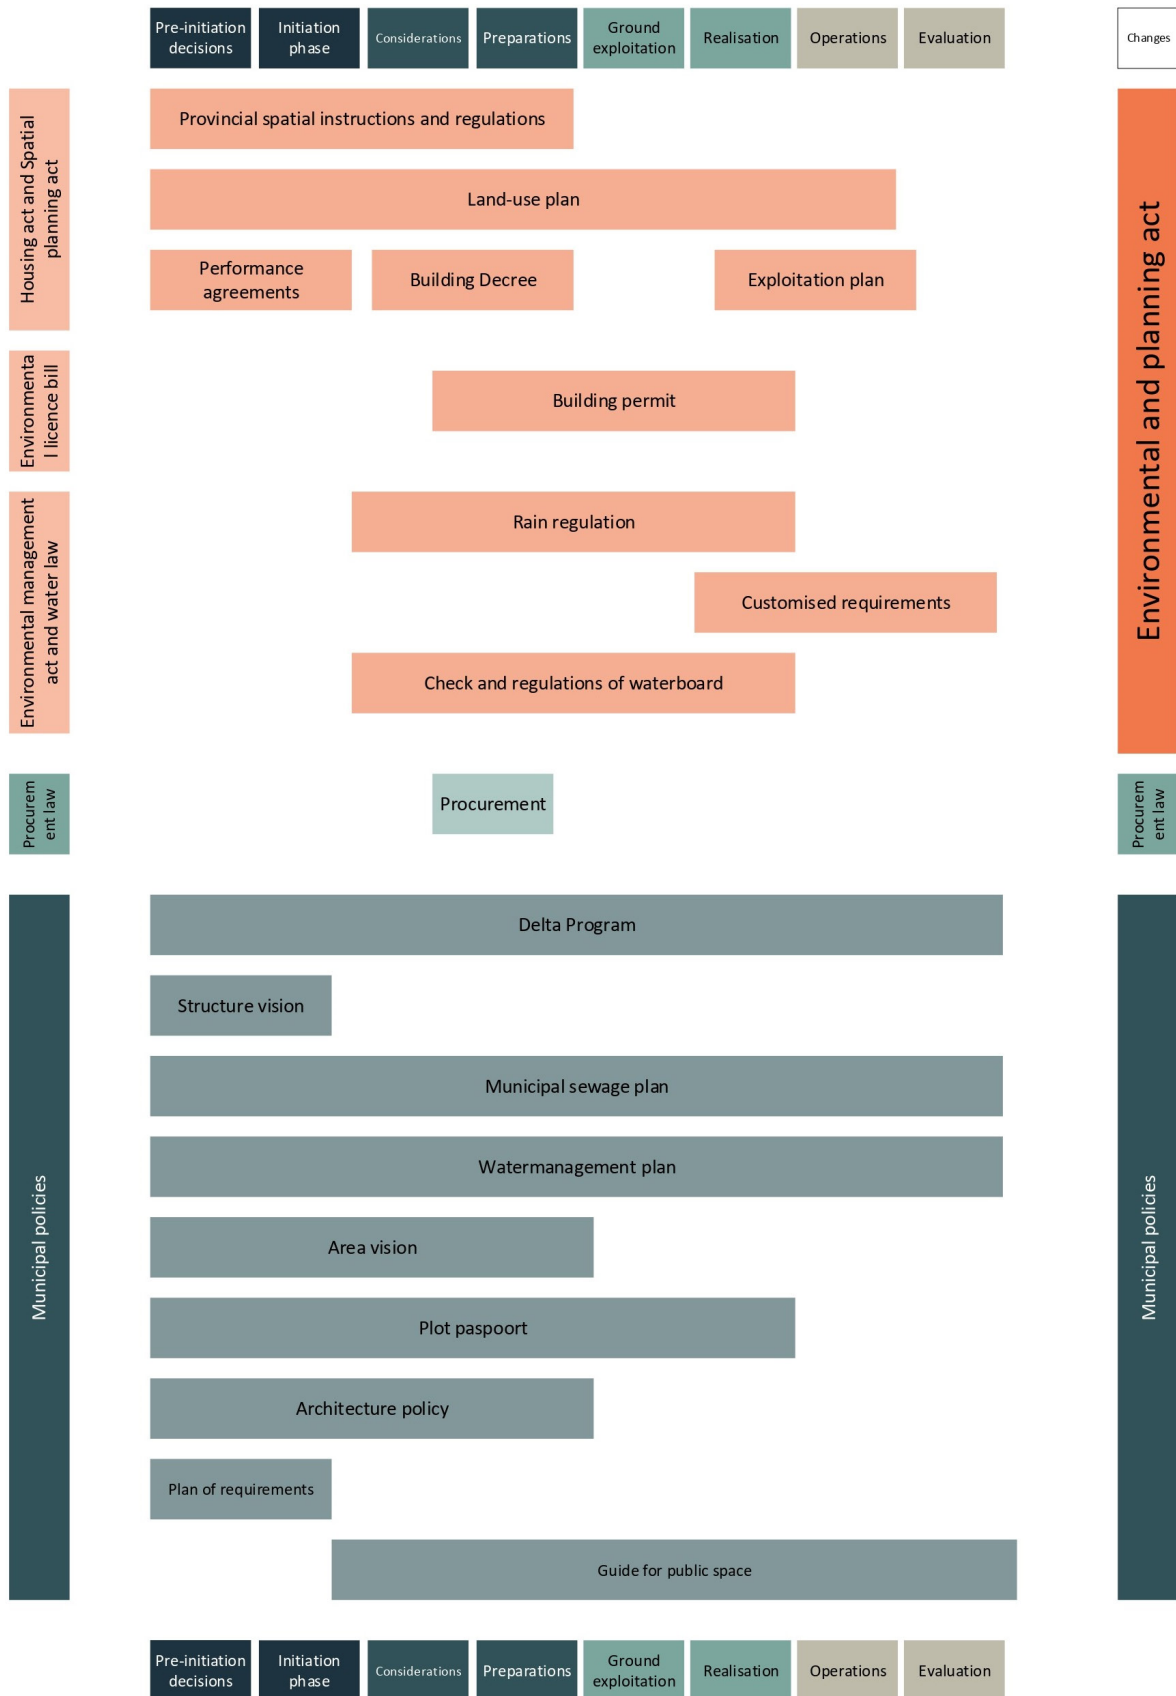 Pre-initiation
decisions
Initiation
phase
Considerations
Preparations
Ground
exploitation
Realisation
Operations
Evaluation
Changes
Housing act and Spatial
planning act
Provincial spatial instructions and regulations
Land-use plan
Performance
agreements
Building Decree
Exploitation plan
Environmental and planning act
Environmenta
l licence bill
Building permit
Environmental management
act and water law
Rain regulation
Customised requirements
Check and regulations of waterboard
Procurem
ent law
Procurement
Procurem
ent law
Municipal policies
Delta Program
Structure vision
Municipal sewage plan
Watermanagement plan
Area vision
Plot paspoort
Architecture policy
Plan of requirements
Guide for public space
Municipal policies
Pre-initiation
decisions
Initiation
phase
Considerations
Preparations
Ground
exploitation
Realisation
Operations
Evaluation